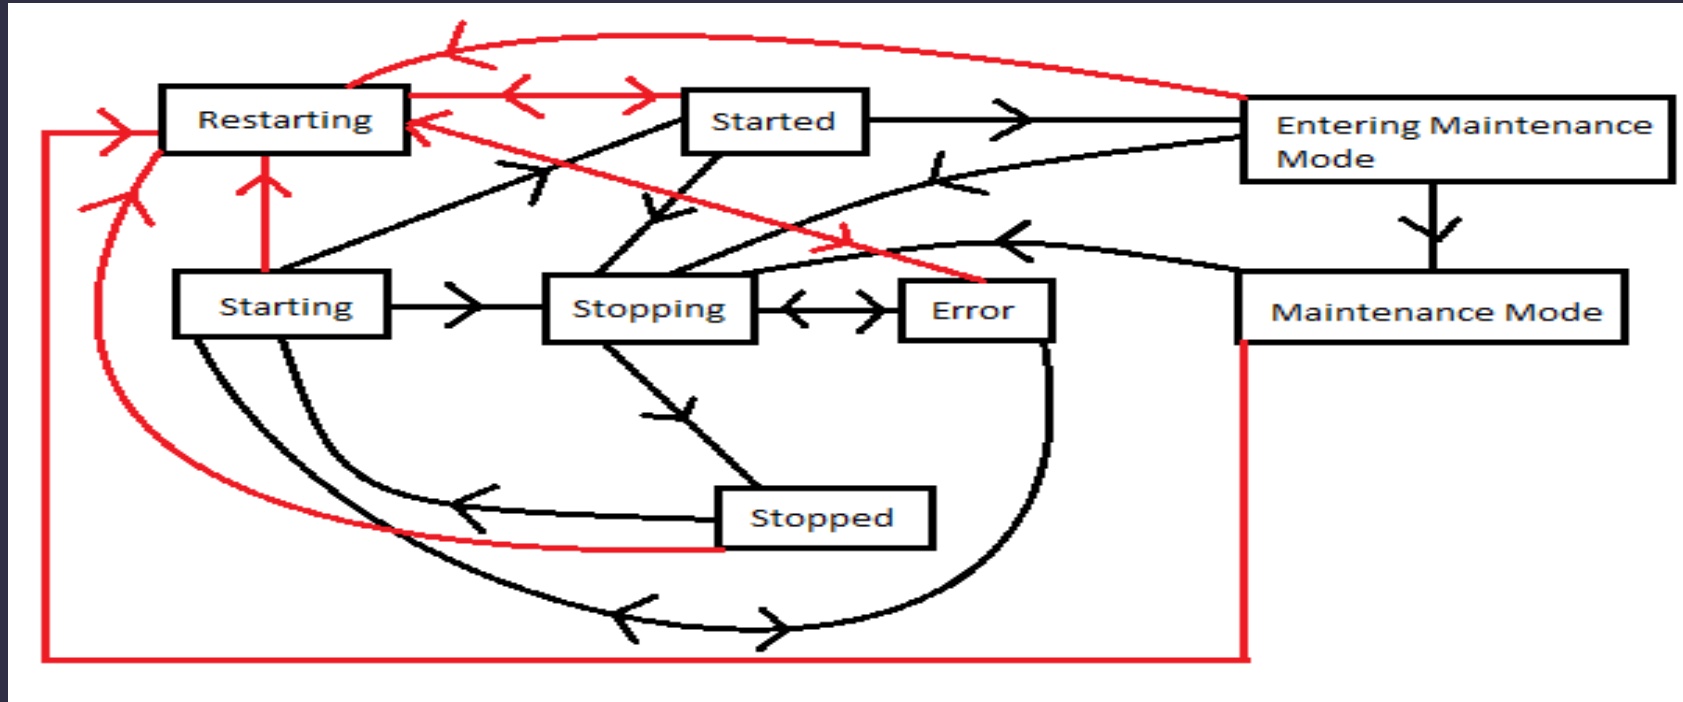 Restarting
Started
Entering Maintenance
Mode
Starting
Stopping
Error
Maintenance Mode
Stopped